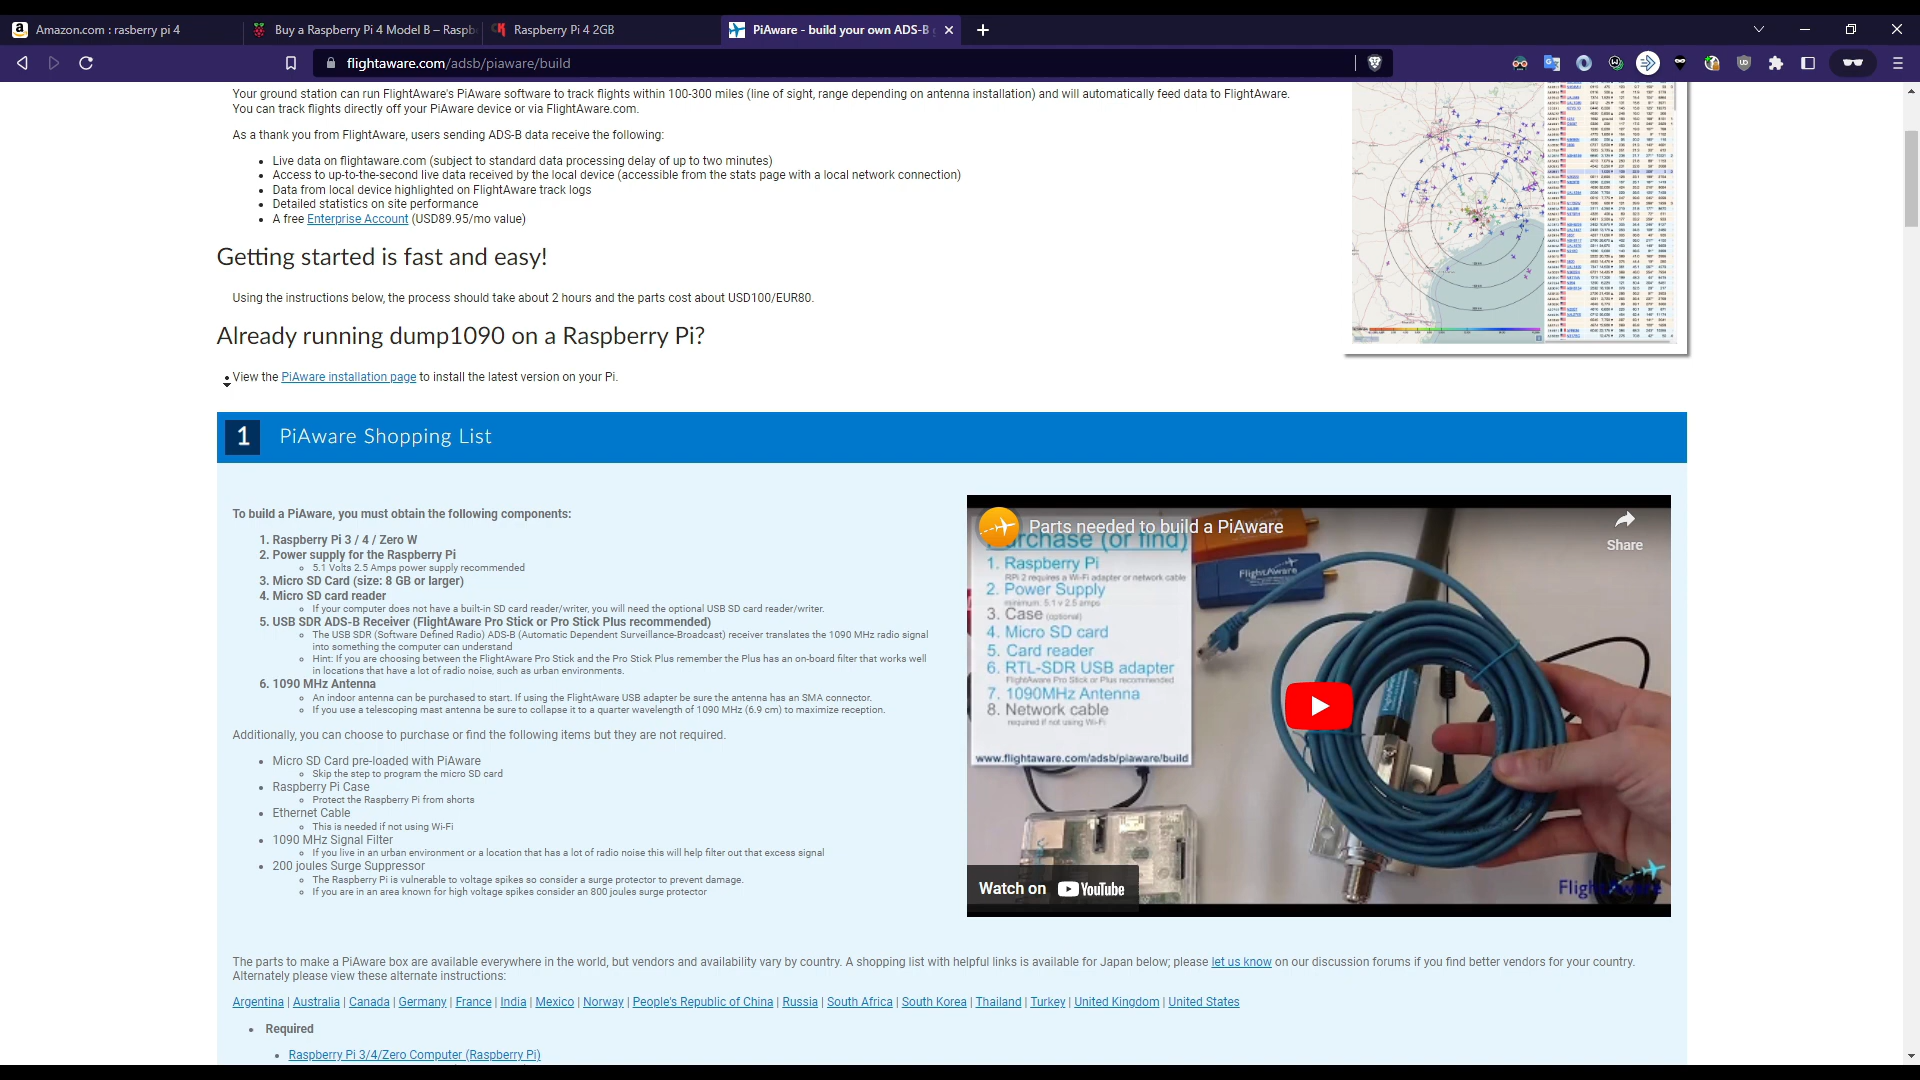 Amazon.com : rasberry pi 4
Buy a Raspberry Pi 4 Model B – Raspb
Raspberry Pi 4 2GB
PiAware - build your own ADS-B
flightaware.com/adsb/piaware/build
Your ground station can run FlightAware's PiAware software to track flights within 100-300 miles (line of sight, range depending on antenna installation) and will automatically feed data to FlightAware.
You can track flights directly off your PiAware device or via FlightAware.com.
As a thank you from FlightAware, users sending ADS-B data receive the following:
• Live data on flightaware.com (subject to standard data processing delay of up to two minutes)
• Access to up-to-the-second live data received by the local device (accessible from the stats page with a local network connection)
• Data from local device highlighted on FlightAware track logs
• Detailed statistics on site performance
• A free Enterprise Account (USD89.95/mo value)
Getting started is fast and easy!
Using the instructions below, the process should take about 2 hours and the parts cost about USD100/EUR80.
Already running dump1090 on a Raspberry Pi?
View the PiAware installation page to install the latest version on your Pi.
1 PiAware Shopping List
To build a PiAware, you must obtain the following components:
1. Raspberry Pi 3 / 4 / Zero W
2. Power supply for the Raspberry Pi
5.1 Volts 2.5 Amps power supply recommended
3. Micro SD Card (size: 8 GB or larger)
4. Micro SD card reader
If your computer does not have a built-in SD card reader/writer, you will need the optional USB SD card reader/writer.
5. USB SDR ADS-B Receiver (FlightAware Pro Stick or Pro Stick Plus recommended)
The USB SDR (Software Defined Radio) ADS-B (Automatic Dependent Surveillance-Broadcast) receiver translates the 1090 MHz radio signal
into something the computer can understand
Hint: If you are choosing between the FlightAware Pro Stick and the Pro Stick Plus remember the Plus has an on-board filter that works well
in locations that have a lot of radio noise, such as urban environments.
6. 1090 MHz Antenna
An indoor antenna can be purchased to start. If using the FlightAware USB adapter be sure the antenna has an SMA connector.
If you use a telescoping mast antenna be sure to collapse it to a quarter wavelength of 1090 MHz (6.9 cm) to maximize reception.
Additionally, you can choose to purchase or find the following items but they are not required.
• Micro SD Card pre-loaded with PiAware
Skip the step to program the micro SD card
• Raspberry Pi Case
Protect the Raspberry Pi from shorts
• Ethernet Cable
This is needed if not using Wi-Fi
• 1090 MHz Signal Filter
If you live in an urban environment or a location that has a lot of radio noise this will help filter out that excess signal
• 200 joules Surge Suppressor
The Raspberry Pi is vulnerable to voltage spikes so consider a surge protector to prevent damage.
If you are in an area known for high voltage spikes consider an 800 joules surge protector
Parts needed to build a PiAware
Share
Purchase (or find)
1. Raspberry Pi
RPi 2 requires a Wi-Fi adapter or network cable
2. Power Supply
minimum: 5.1 v 2.5 amps
3. Case (optional)
4. Micro SD card
5. Card reader
6. RTL-SDR USB adapter
FlightAware Pro Stick or Plus recommended
7. 1090MHz Antenna
8. Network cable
required if not using Wi-Fi
www.flightaware.com/adsb/piaware/build
FlightAware
Watch on YouTube
FlightAware
The parts to make a PiAware box are available everywhere in the world, but vendors and availability vary by country. A shopping list with helpful links is available for Japan below; please let us know on our discussion forums if you find better vendors for your country.
Alternately please view these alternate instructions:
Argentina | Australia | Canada | Germany | France | India | Mexico | Norway | People's Republic of China | Russia | South Africa | South Korea | Thailand | Turkey | United Kingdom | United States
• Required
• Raspberry Pi 3/4/Zero Computer (Raspberry Pi)